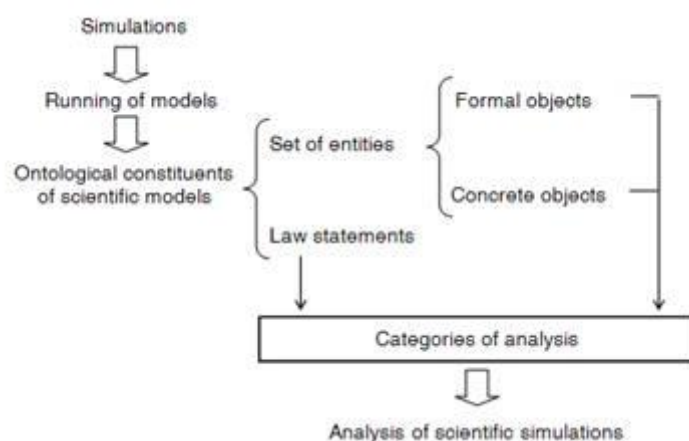 Simulations
Running of models
Ontological constituents
of scientific models
Set of entities
Law statements
Formal objects
Concrete objects
Categories of analysis
Analysis of scientific simulations